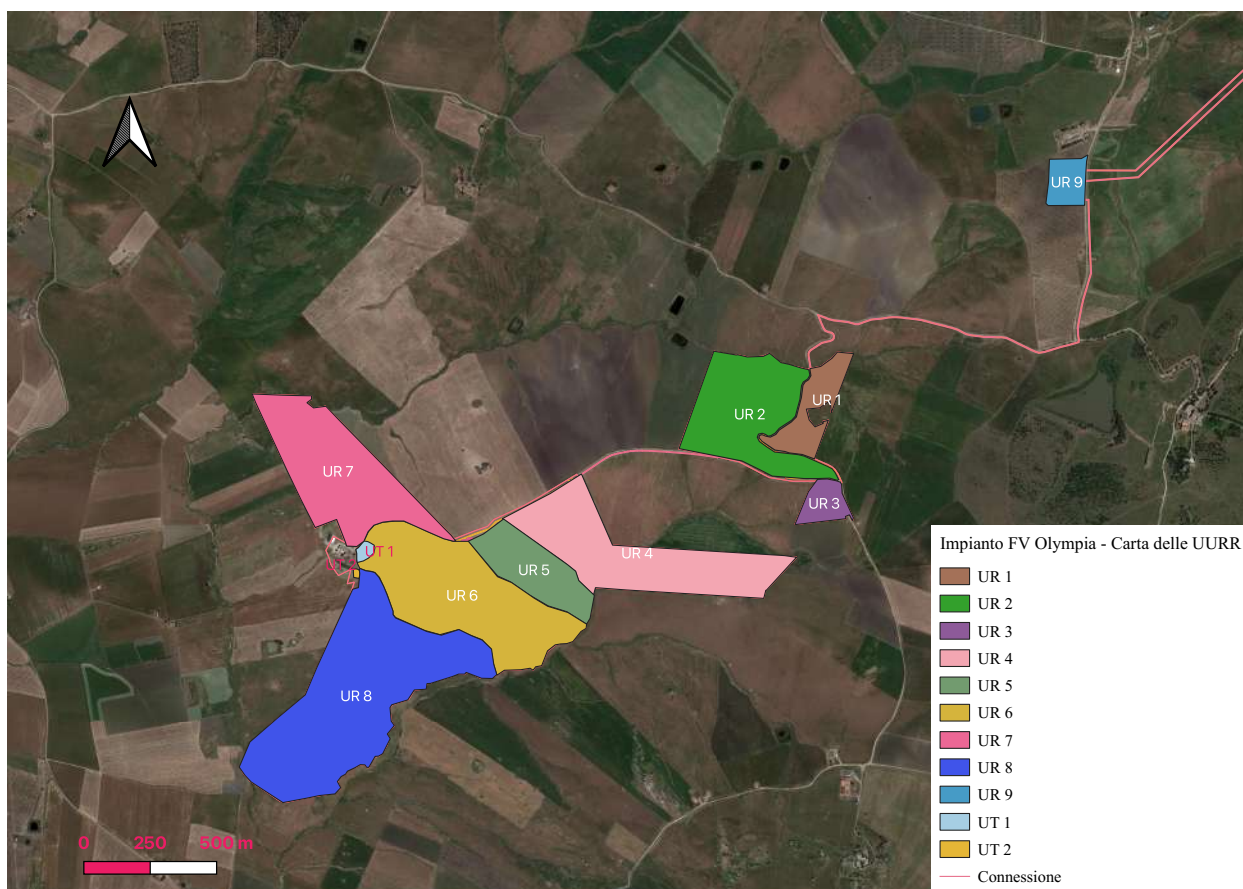 UR 9
UR 1
UR 2
UR 7
UR 3
UT 1
UR 4
UT
UR 5
UR 6
UR 8
0 250 500 m
Impianto FV Olympia - Carta delle UURR
UR 1
UR 2
UR 3
UR 4
UR 5
UR 6
UR 7
UR 8
UR 9
UT 1
UT 2
Connessione